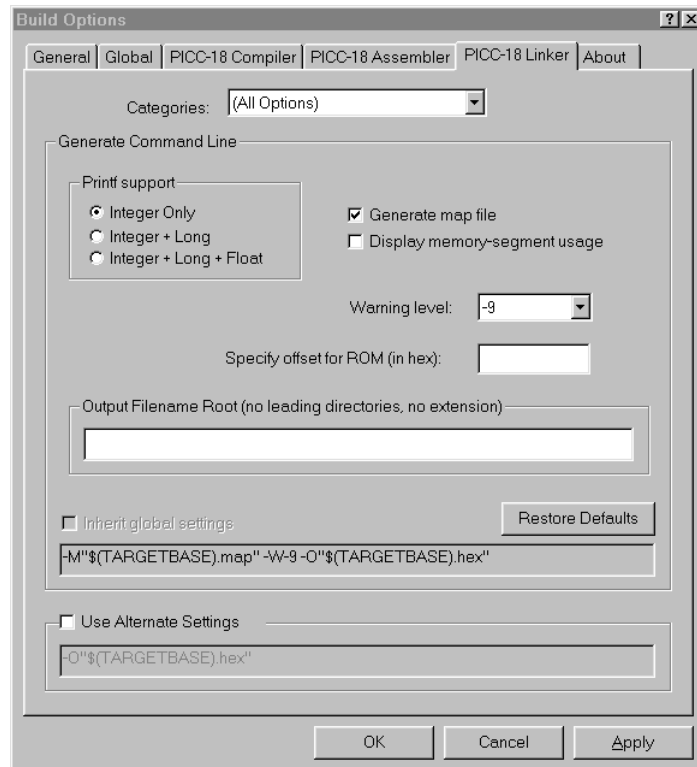 Build Options
General Global PICC-18 Compiler PICC-18 Assembler PICC-18 Linker About
Categories: (All Options)
Generate Command Line
Printf support
Integer Only
Integer + Long
Integer + Long + Float
Generate map file
Display memory-segment usage
Warning level: -9
Specify offset for ROM (in hex):
Output Filename Root (no leading directories, no extension)
Inherit global settings
Restore Defaults
-M"$(TARGETBASE).map" -W-9 -O"$(TARGETBASE).hex"
Use Alternate Settings
-O"$(TARGETBASE).hex"
OK Cancel Apply